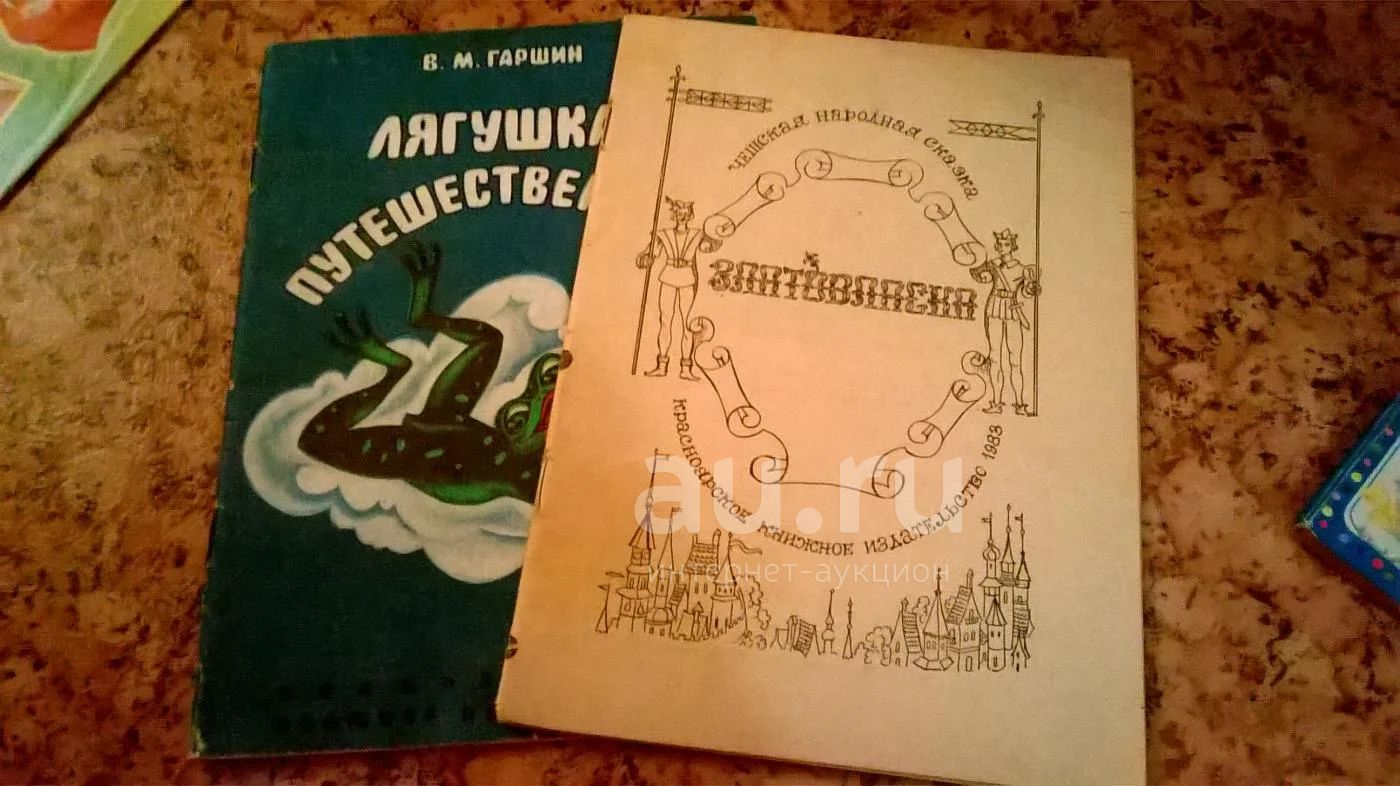 В. М. ГАРШИН
ЛЯГУШКА
ПУТЕШЕСТВЕ
ЧЕШСКАЯ НАРОДНАЯ СКАЗКА
ЗЛАТОВЛАСКА
КРАСНОЯРСКОЕ КНИЖНОЕ ИЗДАТЕЛЬСТВО 1983
au.ru
интернет-аукцион